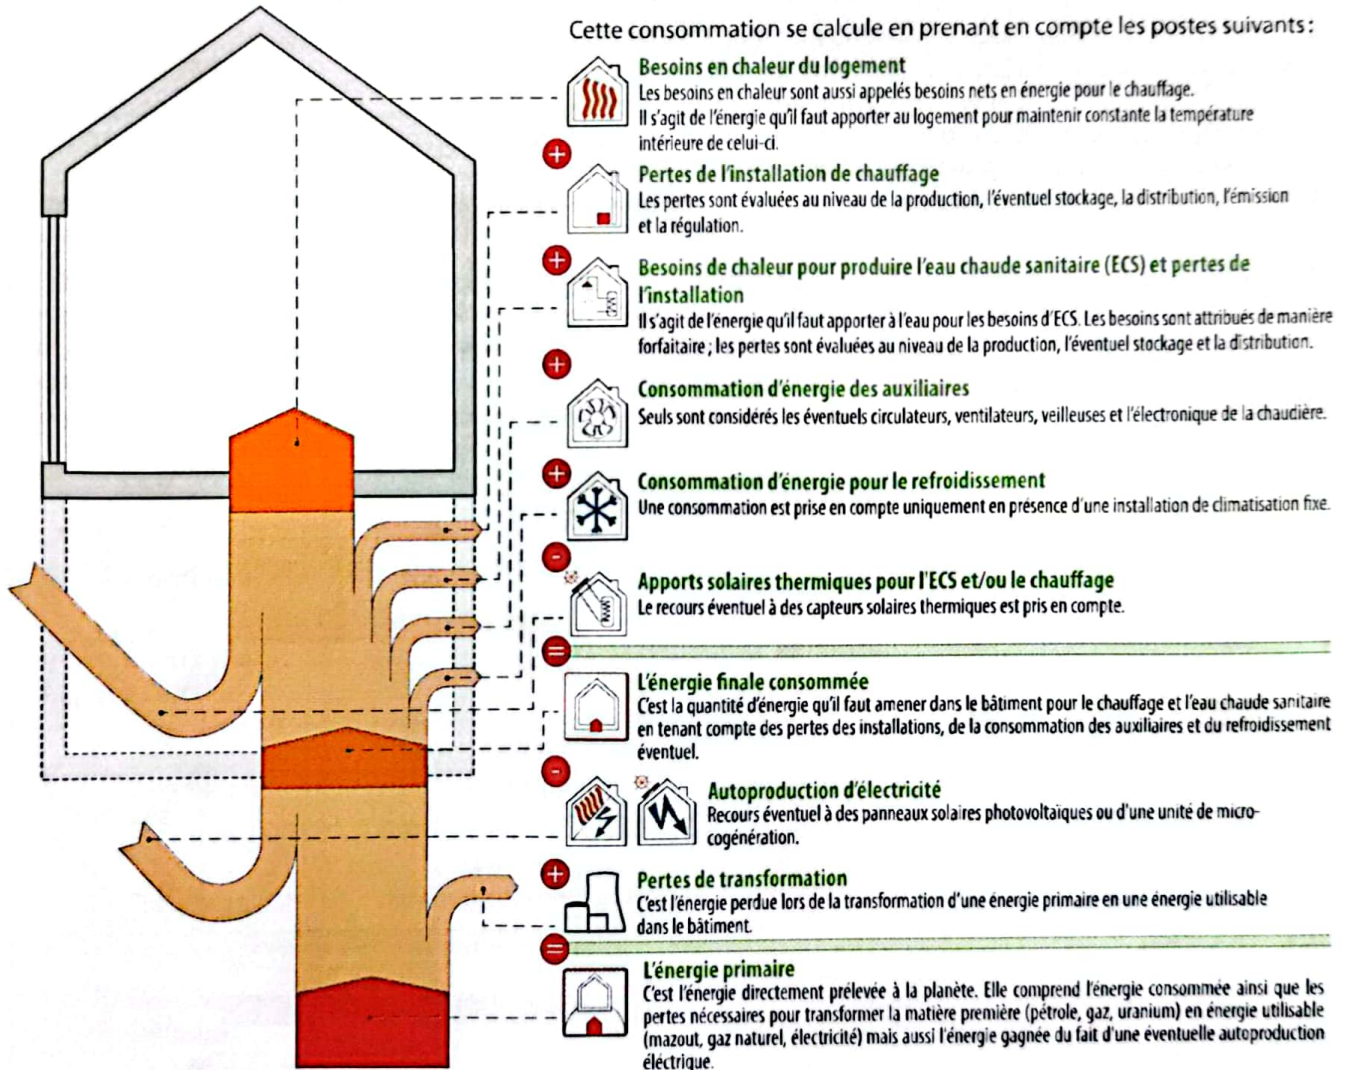 Cette consommation se calcule en prenant en compte les postes suivants :
Besoins en chaleur du logement
Les besoins en chaleur sont aussi appelés besoins nets en énergie pour le chauffage.
Il s'agit de l'énergie qu'il faut apporter au logement pour maintenir constante la température
intérieure de celui-ci.
+
Pertes de l'installation de chauffage
Les pertes sont évaluées au niveau de la production, l'éventuel stockage, la distribution, l'émission
et la régulation.
+
Besoins de chaleur pour produire l'eau chaude sanitaire (ECS) et pertes de
l'installation
Il s'agit de l'énergie qu'il faut apporter à l'eau pour les besoins d'ECS. Les besoins sont attribués de manière
forfaitaire ; les pertes sont évaluées au niveau de la production, l'éventuel stockage et la distribution.
+
Consommation d'énergie des auxiliaires
Seuls sont considérés les éventuels circulateurs, ventilateurs, veilleuses et l'électronique de la chaudière.
+
Consommation d'énergie pour le refroidissement
Une consommation est prise en compte uniquement en présence d'une installation de climatisation fixe.
-
Apports solaires thermiques pour l'ECS et/ou le chauffage
Le recours éventuel à des capteurs solaires thermiques est pris en compte.
=
L'énergie finale consommée
C'est la quantité d'énergie qu'il faut amener dans le bâtiment pour le chauffage et l'eau chaude sanitaire
en tenant compte des pertes des installations, de la consommation des auxiliaires et du refroidissement
éventuel.
-
Autoproduction d'électricité
Recours éventuel à des panneaux solaires photovoltaïques ou d'une unité de micro-
cogénération.
+
Pertes de transformation
C'est l'énergie perdue lors de la transformation d'une énergie primaire en une énergie utilisable
dans le bâtiment.
=
L'énergie primaire
C'est l'énergie directement prélevée à la planète. Elle comprend l'énergie consommée ainsi que les
pertes nécessaires pour transformer la matière première (pétrole, gaz, uranium) en énergie utilisable
(mazout, gaz naturel, électricité) mais aussi l'énergie gagnée du fait d'une éventuelle autoproduction
éléctrique.